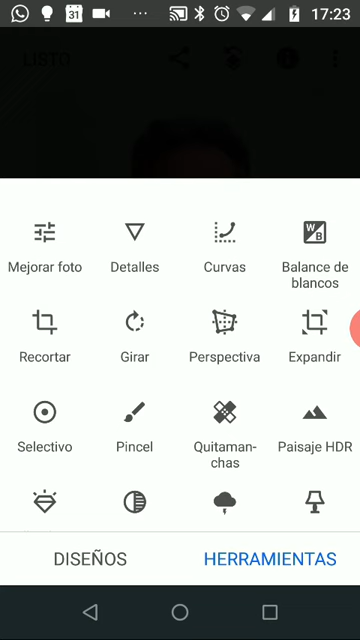 31
17:23
LISTO
Mejorar foto
Detalles
Curvas
W
B
Balance de
blancos
Recortar
Girar
Perspectiva
Expandir
Selectivo
Pincel
Quitaman-
chas
Paisaje HDR
DISEÑOS
HERRAMIENTAS